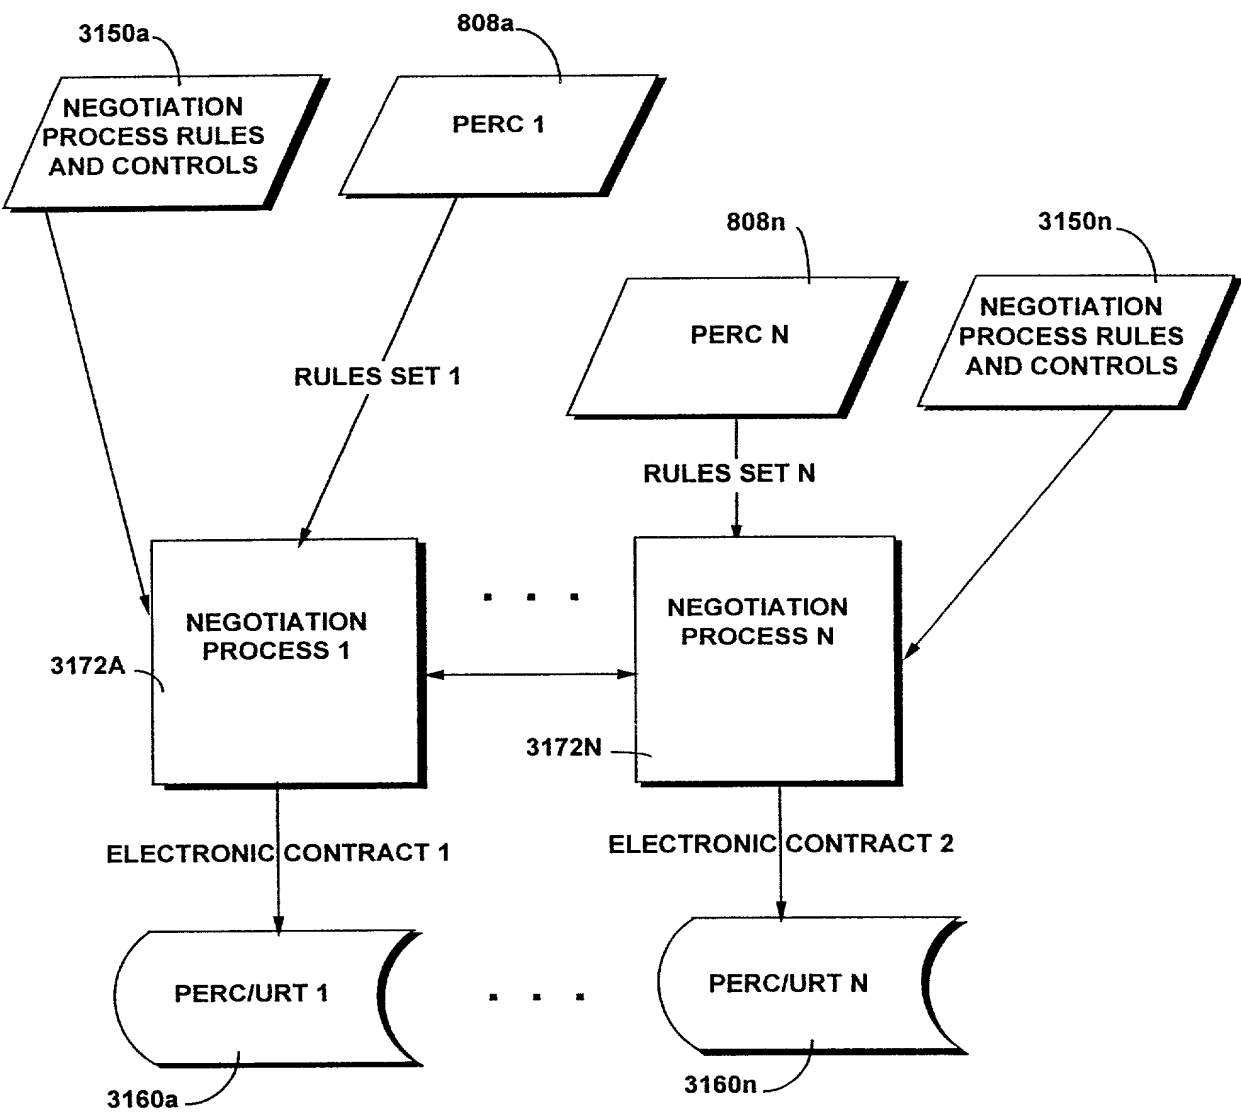 3150a
808a
NEGOTIATION
PROCESS RULES
AND CONTROLS
PERC 1
808n
3150n
PERC N
NEGOTIATION
PROCESS RULES
AND CONTROLS
RULES SET 1
RULES SET N
NEGOTIATION
PROCESS 1
NEGOTIATION
PROCESS N
3172A
3172N
ELECTRONIC CONTRACT 1
ELECTRONIC CONTRACT 2
PERC/URT 1
PERC/URT N
3160a
3160n